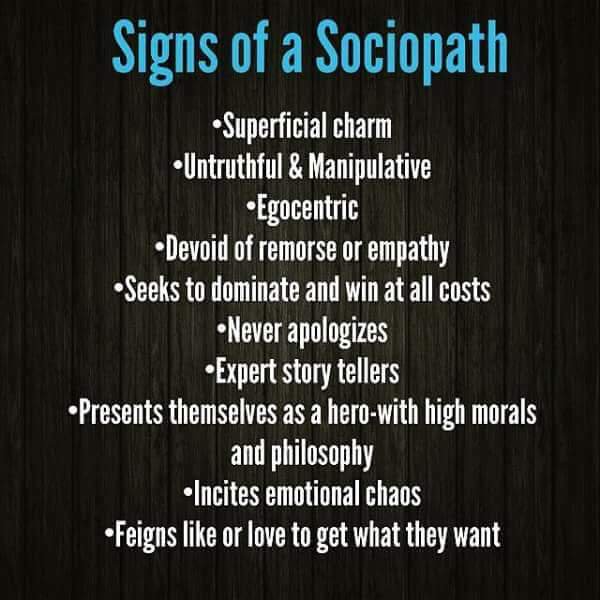 Signs of a Sociopath
•Superficial charm
•Untruthful & Manipulative
•Egocentric
•Devoid of remorse or empathy
•Seeks to dominate and win at all costs
•Never apologizes
•Expert story tellers
•Presents themselves as a hero-with high morals
and philosophy
•Incites emotional chaos
•Feigns like or love to get what they want